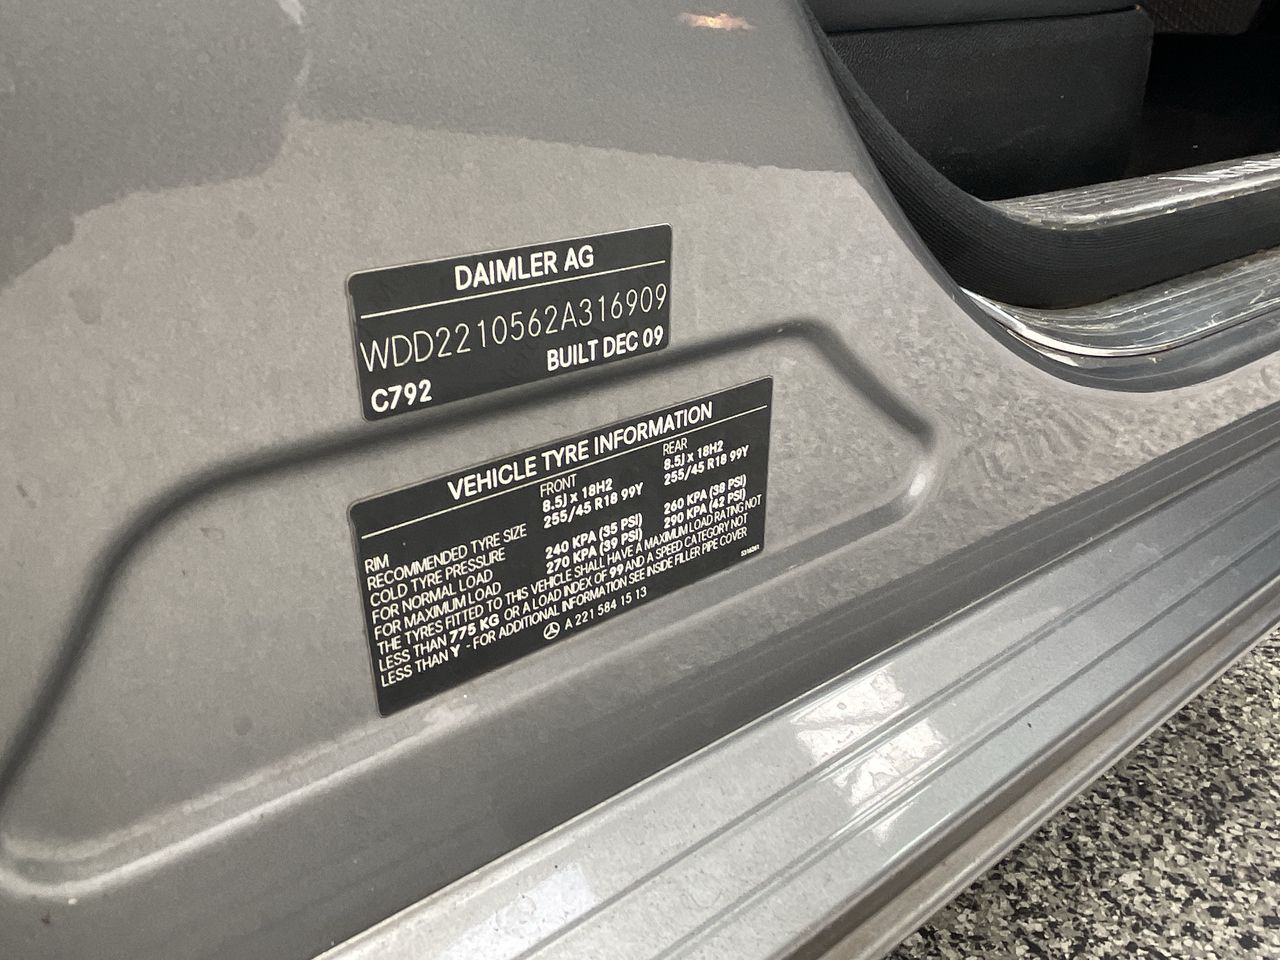 DAIMLER AG
WDD2210562A316909
BUILT DEC 09
C792
VEHICLE TYRE INFORMATION
FRONT REAR
RIM 8.5J x 18H2 8.5J x 18H2
RECOMMENDED TYRE SIZE 255/45 R18 99Y 255/45 R18 99Y
COLD TYRE PRESSURE
FOR NORMAL LOAD 240 KPA (35 PSI) 260 KPA (38 PSI)
FOR MAXIMUM LOAD 270 KPA (39 PSI) 290 KPA (42 PSI)
THE TYRES FITTED TO THIS VEHICLE SHALL HAVE A MAXIMUM LOAD RATING NOT
LESS THAN 775 KG OR A LOAD INDEX OF 99 AND A SPEED CATEGORY NOT
LESS THAN Y - FOR ADDITIONAL INFORMATION SEE INSIDE FILLER PIPE COVER
A 221 584 15 13